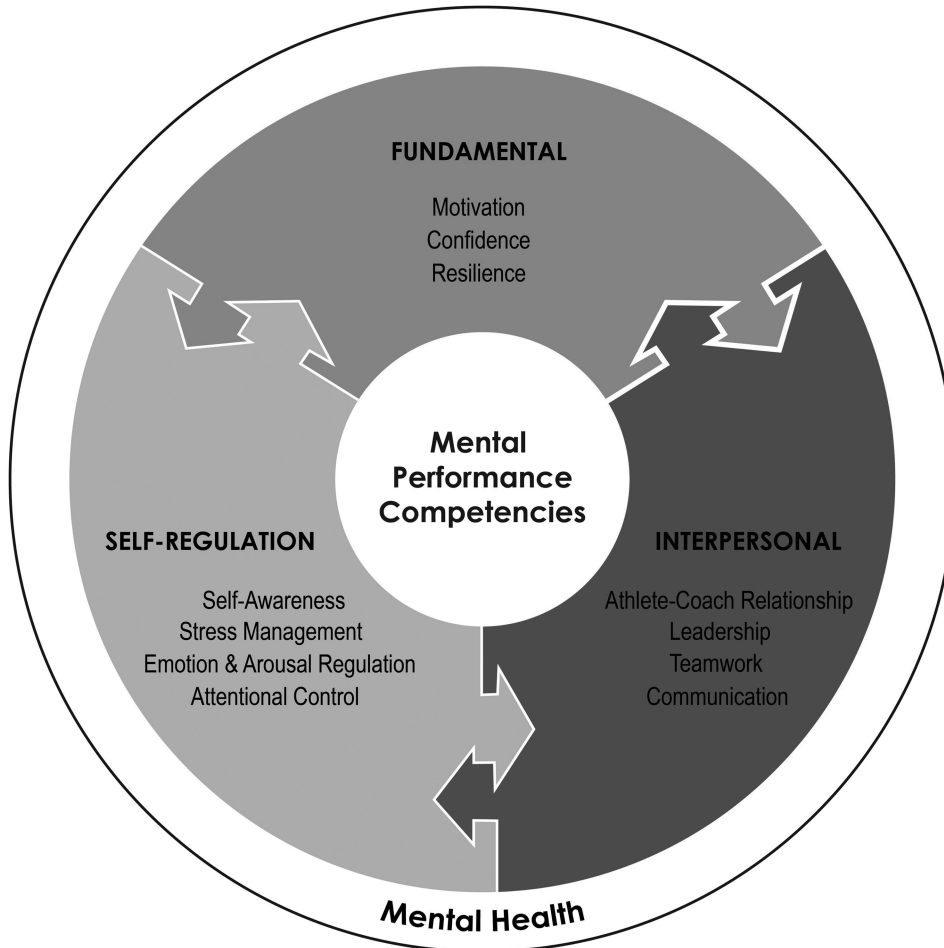 FUNDAMENTAL
Motivation
Confidence
Resilience
Mental
Performance
Competencies
SELF-REGULATION
Self-Awareness
Stress Management
Emotion & Arousal Regulation
Attentional Control
INTERPERSONAL
Athlete-Coach Relationship
Leadership
Teamwork
Communication
Mental Health